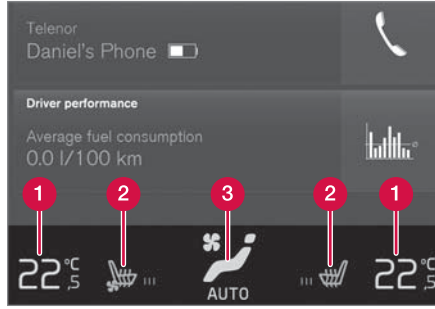 Telenor
Daniel's Phone
Driver performance
Average fuel consumption
0.0 l/100 km
1 2 3 2 1
22 °C ,5 22 °C ,5
AUTO